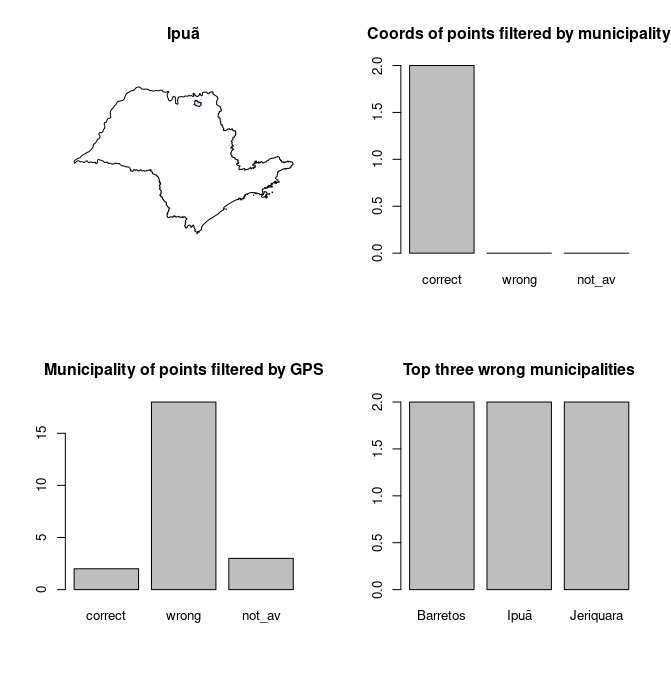 Ipuã
Coords of points filtered by municipality
2.0
1.5
1.0
0.5
0.0
correct wrong not_av
Municipality of points filtered by GPS
15
10
5
0
correct wrong not_av
Top three wrong municipalities
2.0
1.5
1.0
0.5
0.0
Barretos Ipuã Jeriquara